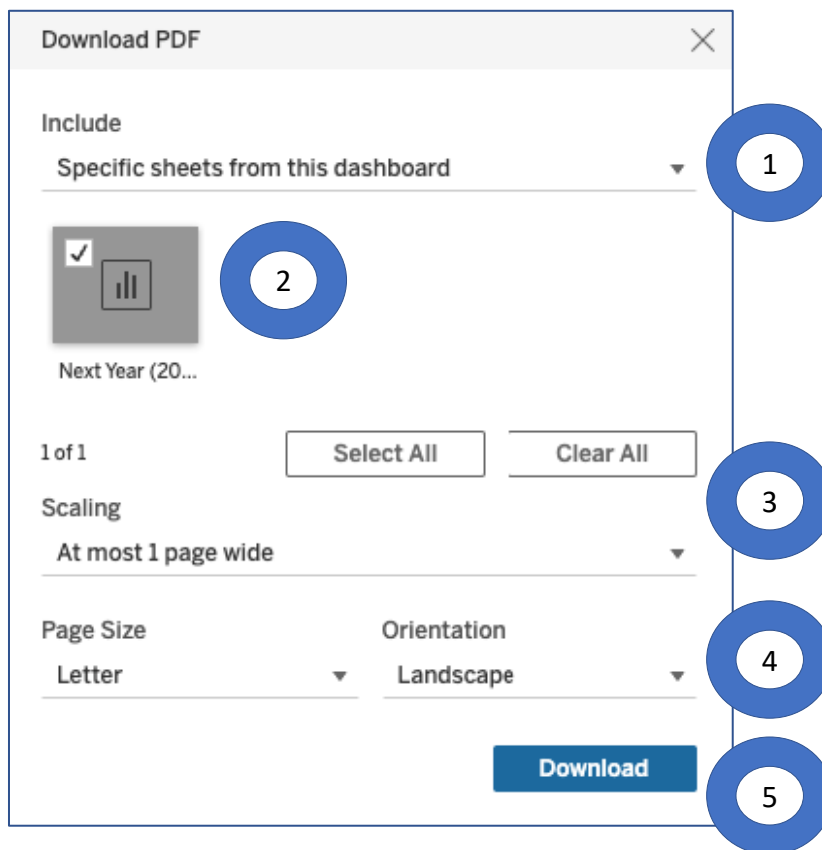 Download PDF
Include
Specific sheets from this dashboard
1
2
Next Year (20...
1 of 1 Select All Clear All
3
Scaling
At most 1 page wide
Page Size Orientation
4
Letter Landscape
Download
5